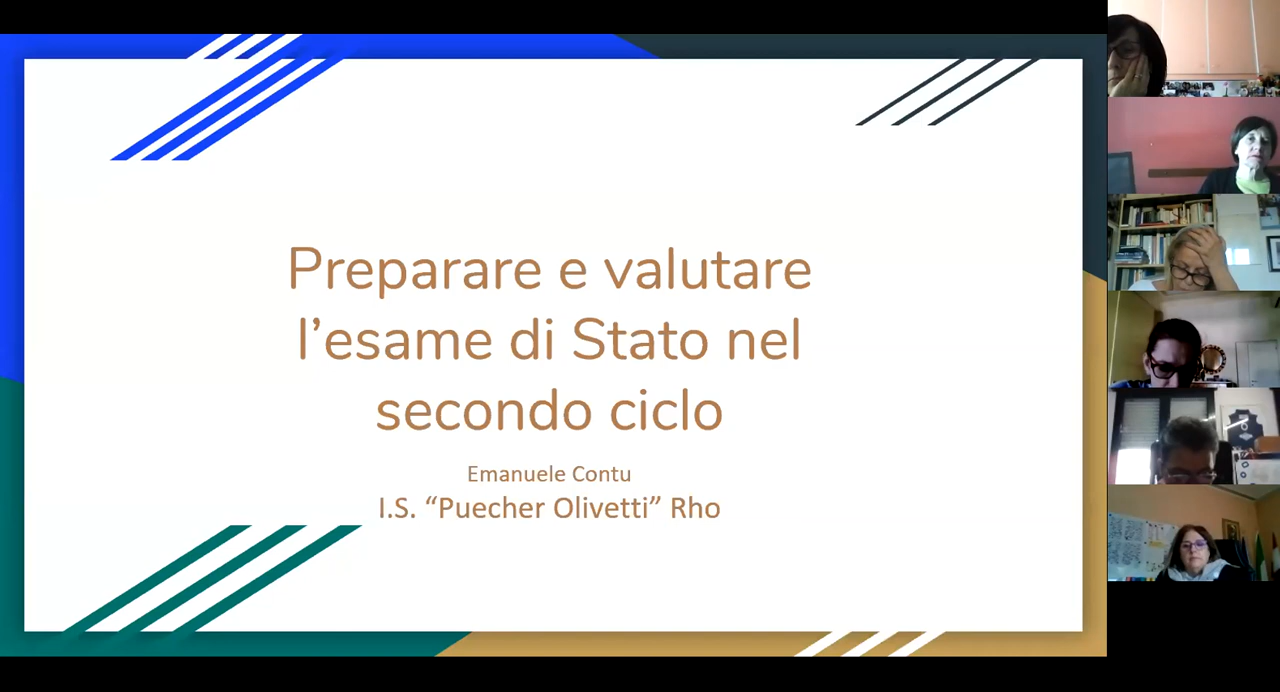 Preparare e valutare
l’esame di Stato nel
secondo ciclo
Emanuele Contu
I.S. “Puecher Olivetti” Rho